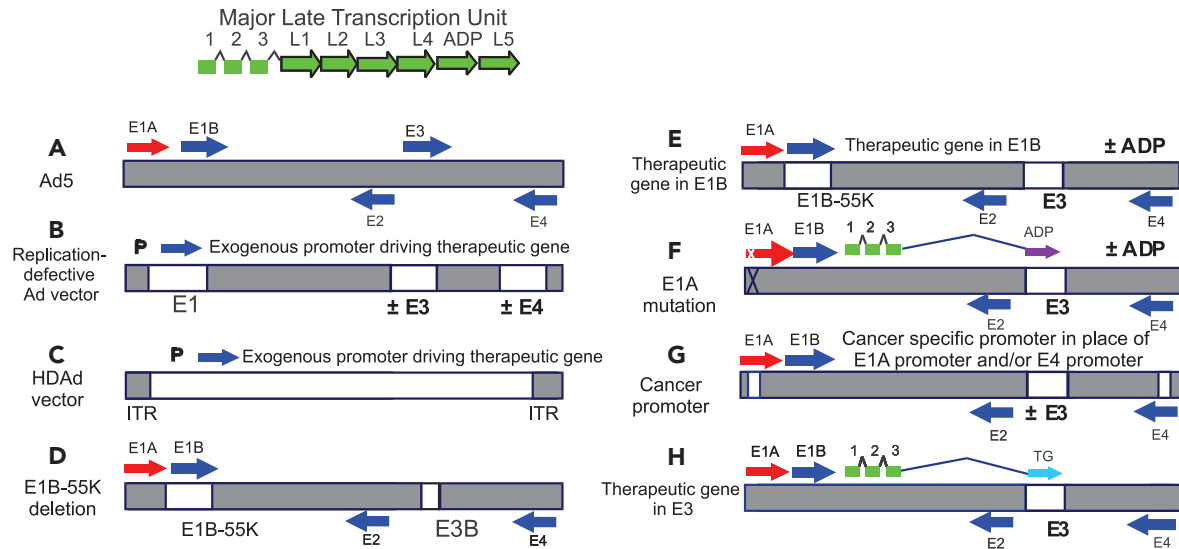 Major Late Transcription Unit
1 2 3 L1 L2 L3 L4 ADP L5
A
Ad5
E1A E1B E3
E2 E4
B
Replication-
defective
Ad vector
P Exogenous promoter driving therapeutic gene
E1 ± E3 ± E4
C
HDAd
vector
P Exogenous promoter driving therapeutic gene
ITR ITR
D
E1B-55K
deletion
E1A E1B
E1B-55K E2 E3B E4
E
Therapeutic
gene in E1B
E1A E1B Therapeutic gene in E1B ± ADP
E1B-55K E2 E3 E4
F
E1A
mutation
E1A E1B 1 2 3 ADP ± ADP
X
X
E2 E3 E4
G
Cancer
promoter
Cancer specific promoter in place of
E1A promoter and/or E4 promoter
E1A E1B
E2 ± E3 E4
H
Therapeutic gene
in E3
E1A E1B 1 2 3 TG
E2 E3 E4